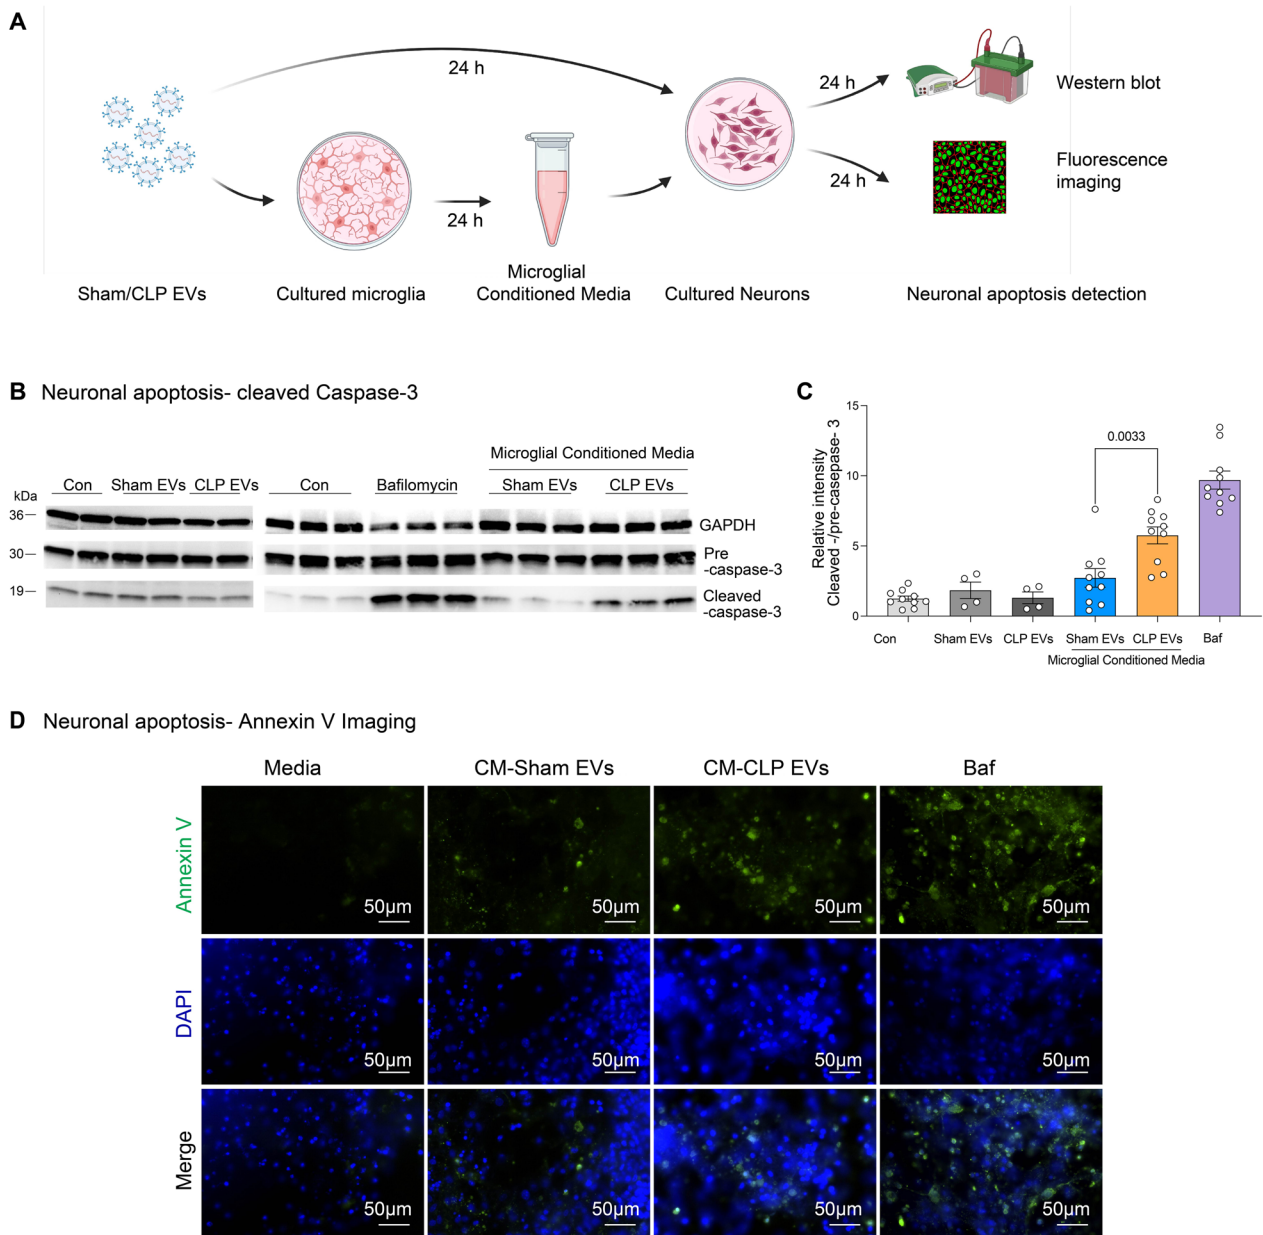 A
24 h
24 h
24 h
24 h
Western blot
Fluorescence
imaging
Sham/CLP EVs
Cultured microglia
Microglial
Conditioned Media
Cultured Neurons
Neuronal apoptosis detection
B Neuronal apoptosis- cleaved Caspase-3
Microglial Conditioned Media
kDa
Con
Sham EVs
CLP EVs
Con
Bafilomycin
Sham EVs
CLP EVs
36
GAPDH
30
Pre
-caspase-3
19
Cleaved
-caspase-3
C
Relative intensity
Cleaved -/pre-casepase- 3
15
10
5
0
0.0033
Con
Sham EVs
CLP EVs
Sham EVs
CLP EVs
Baf
Microglial Conditioned Media
D Neuronal apoptosis- Annexin V Imaging
Media
CM-Sham EVs
CM-CLP EVs
Baf
Annexin V
50µm
50µm
50µm
50µm
DAPI
50µm
50µm
50µm
50µm
Merge
50µm
50µm
50µm
50µm